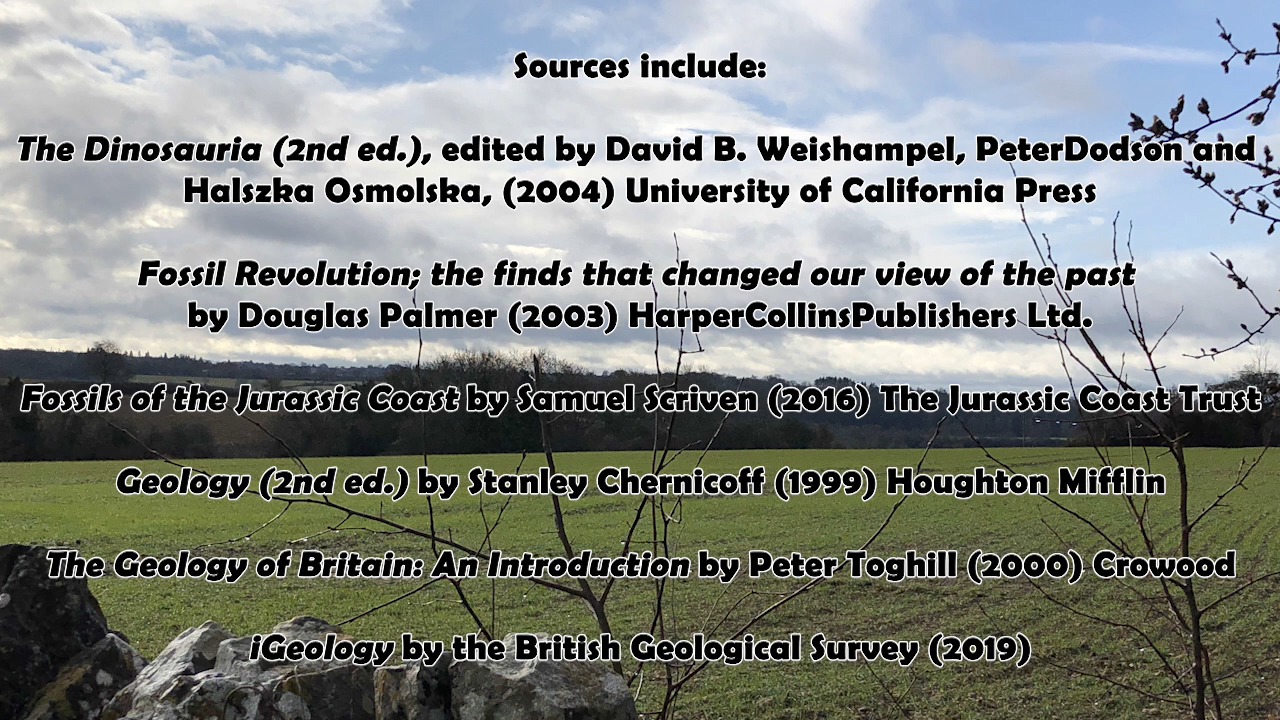 Sources include:
The Dinosauria (2nd ed.), edited by David B. Weishampel, PeterDodson and
Halszka Osmolska, (2004) University of California Press
Fossil Revolution; the finds that changed our view of the past
by Douglas Palmer (2003) HarperCollinsPublishers Ltd.
Fossils of the Jurassic Coast by Samuel Scriven (2016) The Jurassic Coast Trust
Geology (2nd ed.) by Stanley Chernicoff (1999) Houghton Mifflin
The Geology of Britain: An Introduction by Peter Toghill (2000) Crowood
iGeology by the British Geological Survey (2019)